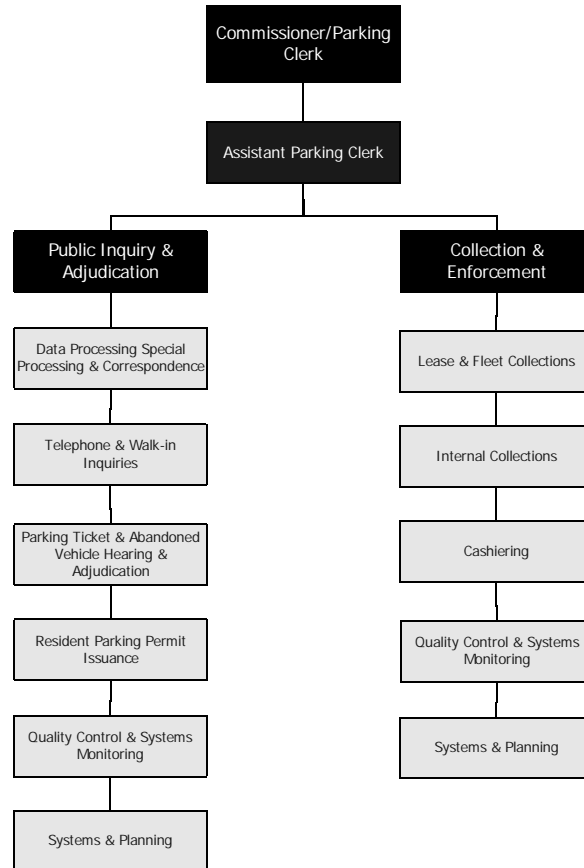 Commissioner/Parking
Clerk
Assistant Parking Clerk
Public Inquiry &
Adjudication
Data Processing Special
Processing & Correspondence
Telephone & Walk-in
Inquiries
Parking Ticket & Abandoned
Vehicle Hearing &
Adjudication
Resident Parking Permit
Issuance
Quality Control & Systems
Monitoring
Systems & Planning
Collection &
Enforcement
Lease & Fleet Collections
Internal Collections
Cashiering
Quality Control & Systems
Monitoring
Systems & Planning